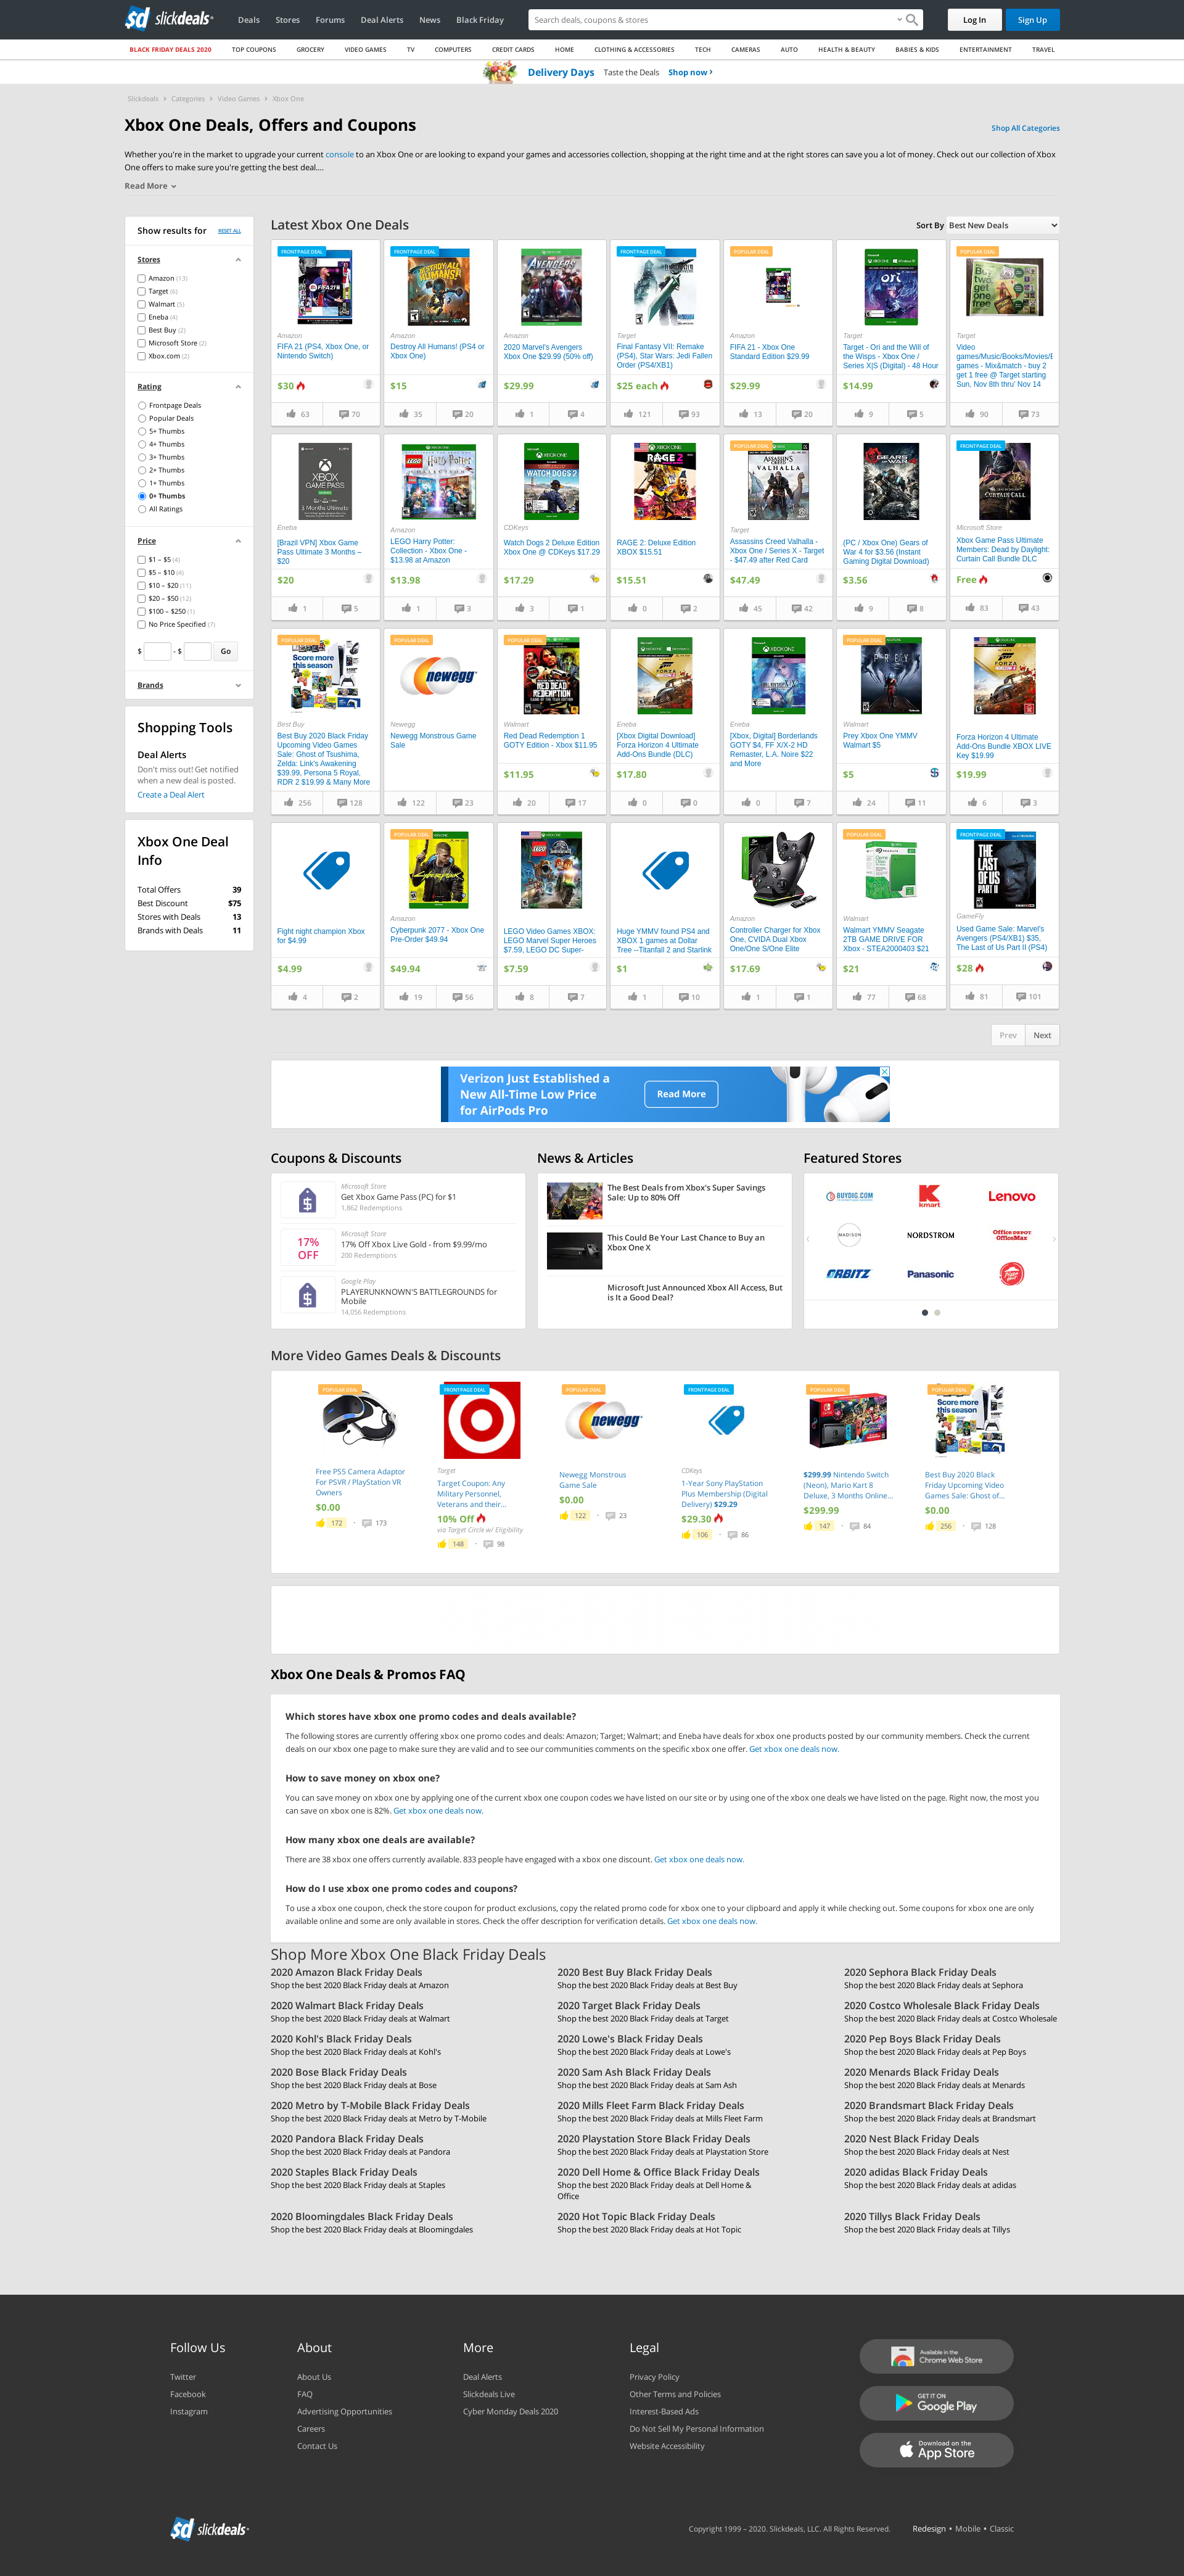 slickdeals
Deals Stores Forums Deal Alerts News Black Friday
Search deals, coupons & stores
Log In Sign Up
BLACK FRIDAY DEALS 2020 TOP COUPONS GROCERY VIDEO GAMES TV COMPUTERS CREDIT CARDS HOME CLOTHING & ACCESSORIES TECH CAMERAS AUTO HEALTH & BEAUTY BABIES & KIDS ENTERTAINMENT TRAVEL
Delivery Days Taste the Deals Shop now ›
Slickdeals › Categories › Video Games › Xbox One
Xbox One Deals, Offers and Coupons
Shop All Categories
Whether you're in the market to upgrade your current console to an Xbox One or are looking to expand your games and accessories collection, shopping at the right time and at the right stores can save you a lot of money. Check out our collection of Xbox
One offers to make sure you're getting the best deal....
Read More
Show results for RESET ALL
Stores
Amazon (13)
Target (6)
Walmart (5)
Eneba (4)
Best Buy (2)
Microsoft Store (2)
Xbox.com (2)
Rating
Frontpage Deals
Popular Deals
5+ Thumbs
4+ Thumbs
3+ Thumbs
2+ Thumbs
1+ Thumbs
0+ Thumbs
All Ratings
Price
$1 – $5 (4)
$5 – $10 (4)
$10 – $20 (11)
$20 – $50 (12)
$100 – $250 (1)
No Price Specified (7)
$ - $ Go
Brands
Shopping Tools
Deal Alerts
Don't miss out! Get notified
when a new deal is posted.
Create a Deal Alert
Xbox One Deal
Info
Total Offers 39
Best Discount $75
Stores with Deals 13
Brands with Deals 11
Latest Xbox One Deals
Sort By Best New Deals
FRONTPAGE DEAL
Amazon
FIFA 21 (PS4, Xbox One, or
Nintendo Switch)
$30
63 70
FRONTPAGE DEAL
Amazon
Destroy All Humans! (PS4 or
Xbox One)
$15
35 20
Amazon
2020 Marvel's Avengers
Xbox One $29.99 (50% off)
$29.99
1 4
FRONTPAGE DEAL
Target
Final Fantasy VII: Remake
(PS4), Star Wars: Jedi Fallen
Order (PS4/XB1)
$25 each
121 93
POPULAR DEAL
Amazon
FIFA 21 - Xbox One
Standard Edition $29.99
$29.99
13 20
Target
Target - Ori and the Will of
the Wisps - Xbox One /
Series X|S (Digital) - 48 Hour
$14.99
9 5
POPULAR DEAL
Buy two, get one free
Target
Video
games/Music/Books/Movies/E
games - Mix&match - buy 2
get 1 free @ Target starting
Sun, Nov 8th thru' Nov 14
90 73
XBOX GAME PASS
Eneba
[Brazil VPN] Xbox Game
Pass Ultimate 3 Months –
$20
$20
1 5
Amazon
LEGO Harry Potter:
Collection - Xbox One -
$13.98 at Amazon
$13.98
1 3
WATCH DOGS 2
CDKeys
Watch Dogs 2 Deluxe Edition
Xbox One @ CDKeys $17.29
$17.29
3 1
RAGE 2
RAGE 2: Deluxe Edition
XBOX $15.51
$15.51
0 2
POPULAR DEAL
ASSASSIN'S CREED VALHALLA
Target
Assassins Creed Valhalla -
Xbox One / Series X - Target
- $47.49 after Red Card
$47.49
45 42
GEARS OF WAR
(PC / Xbox One) Gears of
War 4 for $3.56 (Instant
Gaming Digital Download)
$3.56
9 8
FRONTPAGE DEAL
CURTAIN CALL
Microsoft Store
Xbox Game Pass Ultimate
Members: Dead by Daylight:
Curtain Call Bundle DLC
Free
83 43
POPULAR DEAL
Score more this season
Best Buy
Best Buy 2020 Black Friday
Upcoming Video Games
Sale: Ghost of Tsushima,
Zelda: Link's Awakening
$39.99, Persona 5 Royal,
RDR 2 $19.99 & Many More
256 128
POPULAR DEAL
newegg
Newegg
Newegg Monstrous Game
Sale
122 23
POPULAR DEAL
RED DEAD REDEMPTION
Walmart
Red Dead Redemption 1
GOTY Edition - Xbox $11.95
$11.95
20 17
FORZA
Eneba
[Xbox Digital Download]
Forza Horizon 4 Ultimate
Add-Ons Bundle (DLC)
$17.80
0 0
Eneba
[Xbox, Digital] Borderlands
GOTY $4, FF X/X-2 HD
Remaster, L.A. Noire $22
and More
0 7
POPULAR DEAL
PREY
Walmart
Prey Xbox One YMMV
Walmart $5
$5
24 11
FORZA
Forza Horizon 4 Ultimate
Add-Ons Bundle XBOX LIVE
Key $19.99
$19.99
6 3
Fight night champion Xbox
for $4.99
$4.99
4 2
POPULAR DEAL
Cyberpunk
Amazon
Cyberpunk 2077 - Xbox One
Pre-Order $49.94
$49.94
19 56
LEGO
LEGO Video Games XBOX:
LEGO Marvel Super Heroes
$7.59, LEGO DC Super-
$7.59
8 7
Huge YMMV found PS4 and
XBOX 1 games at Dollar
Tree --Titanfall 2 and Starlink
$1
1 10
Amazon
Controller Charger for Xbox
One, CVIDA Dual Xbox
One/One S/One Elite
$17.69
1 1
POPULAR DEAL
Walmart
Walmart YMMV Seagate
2TB GAME DRIVE FOR
Xbox - STEA2000403 $21
$21
77 68
FRONTPAGE DEAL
THE LAST OF US PART II
GameFly
Used Game Sale: Marvel's
Avengers (PS4/XB1) $35,
The Last of Us Part II (PS4)
$28
81 101
Prev Next
Verizon Just Established a
New All-Time Low Price
for AirPods Pro
Read More
Coupons & Discounts
Microsoft Store
Get Xbox Game Pass (PC) for $1
1,862 Redemptions
17% OFF
Microsoft Store
17% Off Xbox Live Gold - from $9.99/mo
200 Redemptions
Google Play
PLAYERUNKNOWN'S BATTLEGROUNDS for
Mobile
14,056 Redemptions
News & Articles
The Best Deals from Xbox's Super Savings
Sale: Up to 80% Off
This Could Be Your Last Chance to Buy an
Xbox One X
Microsoft Just Announced Xbox All Access, But
is It a Good Deal?
Featured Stores
BUYDIG.COM kmart Lenovo
MADISON NORDSTROM Office DEPOT OfficeMax
ORBITZ Panasonic Pizza Hut
More Video Games Deals & Discounts
POPULAR DEAL
Free PS5 Camera Adaptor
For PSVR / PlayStation VR
Owners
$0.00
172 · 173
FRONTPAGE DEAL
Target
Target Coupon: Any
Military Personnel,
Veterans and their...
10% Off
via Target Circle w/ Eligibility
148 · 98
POPULAR DEAL
newegg
Newegg Monstrous
Game Sale
$0.00
122 · 23
FRONTPAGE DEAL
CDKeys
1-Year Sony PlayStation
Plus Membership (Digital
Delivery) $29.29
$29.30
106 · 86
POPULAR DEAL
$299.99 Nintendo Switch
(Neon), Mario Kart 8
Deluxe, 3 Months Online...
$299.99
147 · 84
POPULAR DEAL
Score more this season
Best Buy 2020 Black
Friday Upcoming Video
Games Sale: Ghost of...
$0.00
256 · 128
Xbox One Deals & Promos FAQ
Which stores have xbox one promo codes and deals available?
The following stores are currently offering xbox one promo codes and deals: Amazon; Target; Walmart; and Eneba have deals for xbox one products posted by our community members. Check the current
deals on our xbox one page to make sure they are valid and to see our communities comments on the specific xbox one offer. Get xbox one deals now.
How to save money on xbox one?
You can save money on xbox one by applying one of the current xbox one coupon codes we have listed on our site or by using one of the xbox one deals we have listed on the page. Right now, the most you
can save on xbox one is 82%. Get xbox one deals now.
How many xbox one deals are available?
There are 38 xbox one offers currently available. 833 people have engaged with a xbox one discount. Get xbox one deals now.
How do I use xbox one promo codes and coupons?
To use a xbox one coupon, check the store coupon for product exclusions, copy the related promo code for xbox one to your clipboard and apply it while checking out. Some coupons for xbox one are only
available online and some are only available in stores. Check the offer description for verification details. Get xbox one deals now.
Shop More Xbox One Black Friday Deals
2020 Amazon Black Friday Deals
Shop the best 2020 Black Friday deals at Amazon
2020 Best Buy Black Friday Deals
Shop the best 2020 Black Friday deals at Best Buy
2020 Sephora Black Friday Deals
Shop the best 2020 Black Friday deals at Sephora
2020 Walmart Black Friday Deals
Shop the best 2020 Black Friday deals at Walmart
2020 Target Black Friday Deals
Shop the best 2020 Black Friday deals at Target
2020 Costco Wholesale Black Friday Deals
Shop the best 2020 Black Friday deals at Costco Wholesale
2020 Kohl's Black Friday Deals
Shop the best 2020 Black Friday deals at Kohl's
2020 Lowe's Black Friday Deals
Shop the best 2020 Black Friday deals at Lowe's
2020 Pep Boys Black Friday Deals
Shop the best 2020 Black Friday deals at Pep Boys
2020 Bose Black Friday Deals
Shop the best 2020 Black Friday deals at Bose
2020 Sam Ash Black Friday Deals
Shop the best 2020 Black Friday deals at Sam Ash
2020 Menards Black Friday Deals
Shop the best 2020 Black Friday deals at Menards
2020 Metro by T-Mobile Black Friday Deals
Shop the best 2020 Black Friday deals at Metro by T-Mobile
2020 Mills Fleet Farm Black Friday Deals
Shop the best 2020 Black Friday deals at Mills Fleet Farm
2020 Brandsmart Black Friday Deals
Shop the best 2020 Black Friday deals at Brandsmart
2020 Pandora Black Friday Deals
Shop the best 2020 Black Friday deals at Pandora
2020 Playstation Store Black Friday Deals
Shop the best 2020 Black Friday deals at Playstation Store
2020 Nest Black Friday Deals
Shop the best 2020 Black Friday deals at Nest
2020 Staples Black Friday Deals
Shop the best 2020 Black Friday deals at Staples
2020 Dell Home & Office Black Friday Deals
Shop the best 2020 Black Friday deals at Dell Home &
Office
2020 adidas Black Friday Deals
Shop the best 2020 Black Friday deals at adidas
2020 Bloomingdales Black Friday Deals
Shop the best 2020 Black Friday deals at Bloomingdales
2020 Hot Topic Black Friday Deals
Shop the best 2020 Black Friday deals at Hot Topic
2020 Tillys Black Friday Deals
Shop the best 2020 Black Friday deals at Tillys
Follow Us
Twitter
Facebook
Instagram
About
About Us
FAQ
Advertising Opportunities
Careers
Contact Us
More
Deal Alerts
Slickdeals Live
Cyber Monday Deals 2020
Legal
Privacy Policy
Other Terms and Policies
Interest-Based Ads
Do Not Sell My Personal Information
Website Accessibility
Available in the
Chrome Web Store
GET IT ON
Google Play
Download on the
App Store
slickdeals
Copyright 1999 – 2020. Slickdeals, LLC. All Rights Reserved. Redesign • Mobile • Classic